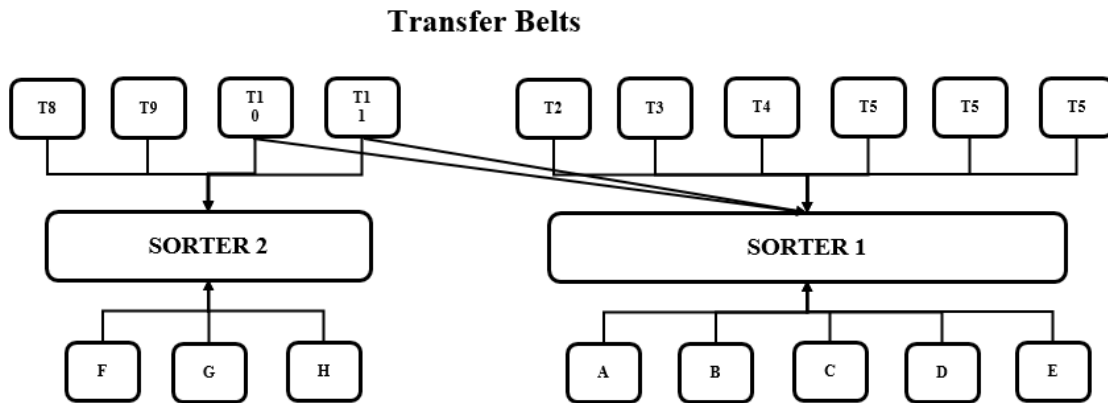 Transfer Belts
T8
T9
T1
0
T1
1
T2
T3
T4
T5
T5
T5
SORTER 2
SORTER 1
F
G
H
A
B
C
D
E